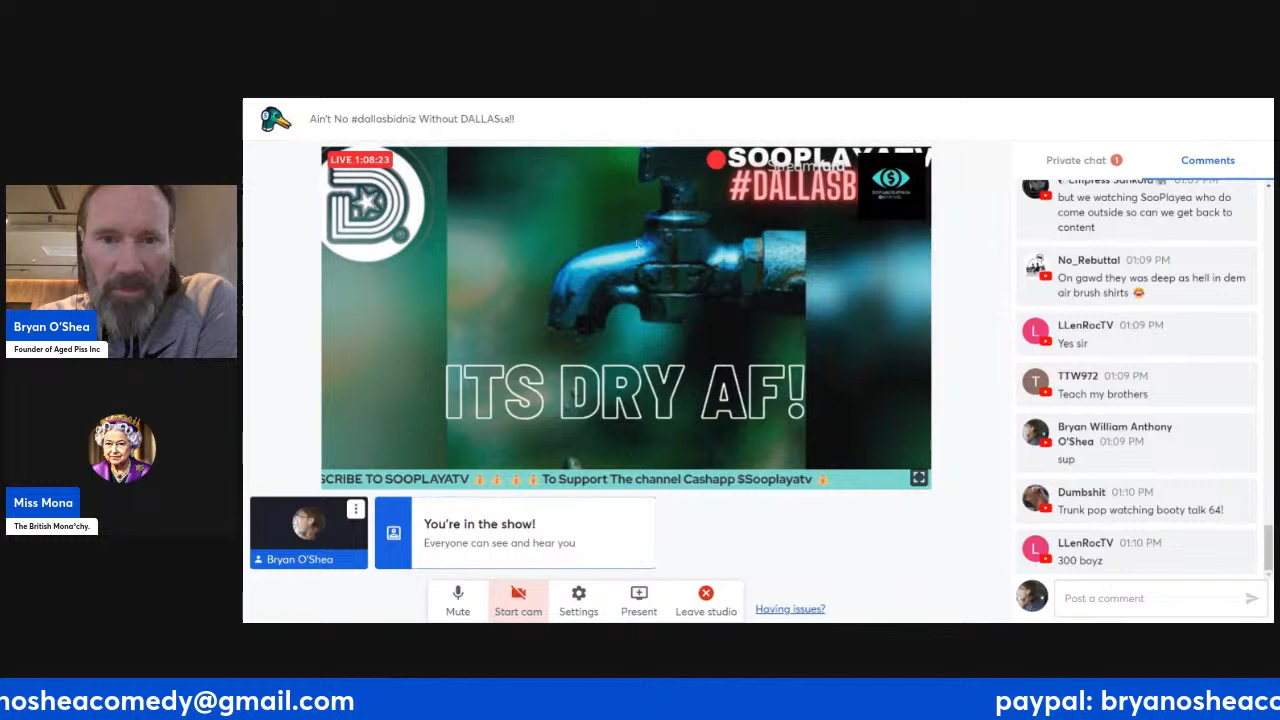 Ain't No #dallasbidniz Without DALLASLR!!
LIVE 1:08:23
SOOPLAYATV
#DALLASB
ITS DRY AF!
SCRIBE TO SOOPLAYATV 💰 💰 💰 💰 To Support The channel Cashapp $Sooplayatv 💰
Bryan O'Shea
Founder of Aged Piss Inc
Miss Mona
The British Mona*chy.
Bryan O'Shea
You're in the show!
Everyone can see and hear you
Mute
Start cam
Settings
Present
Leave studio
Having issues?
Private chat 1
Comments
01:09 PM
but we watching SooPlayea who do
come outside so can we get back to
content
No_Rebuttal 01:09 PM
On gawd they was deep as hell in dem
air brush shirts 😂
LLenRocTV 01:09 PM
Yes sir
TTW972 01:09 PM
Teach my brothers
Bryan William Anthony
O'Shea 01:09 PM
sup
Dumbshit 01:10 PM
Trunk pop watching booty talk 64!
LLenRocTV 01:10 PM
300 boyz
Post a comment
nosheacomedy@gmail.com
paypal: bryanosheaco